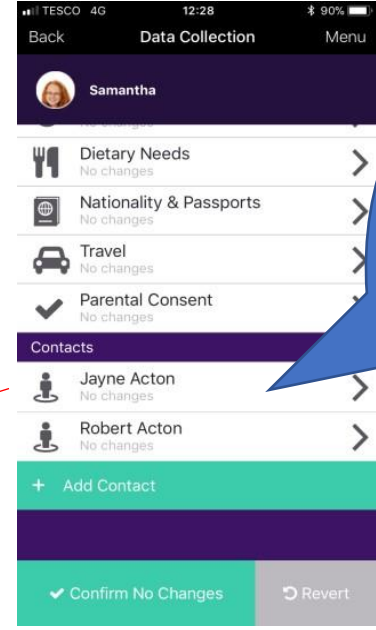 TESCO 4G 12:28 90%
Back Data Collection Menu
Samantha
Dietary Needs
No changes
Nationality & Passports
No changes
Travel
No changes
Parental Consent
No changes
Contacts
Jayne Acton
No changes
Robert Acton
No changes
+ Add Contact
Confirm No Changes Revert